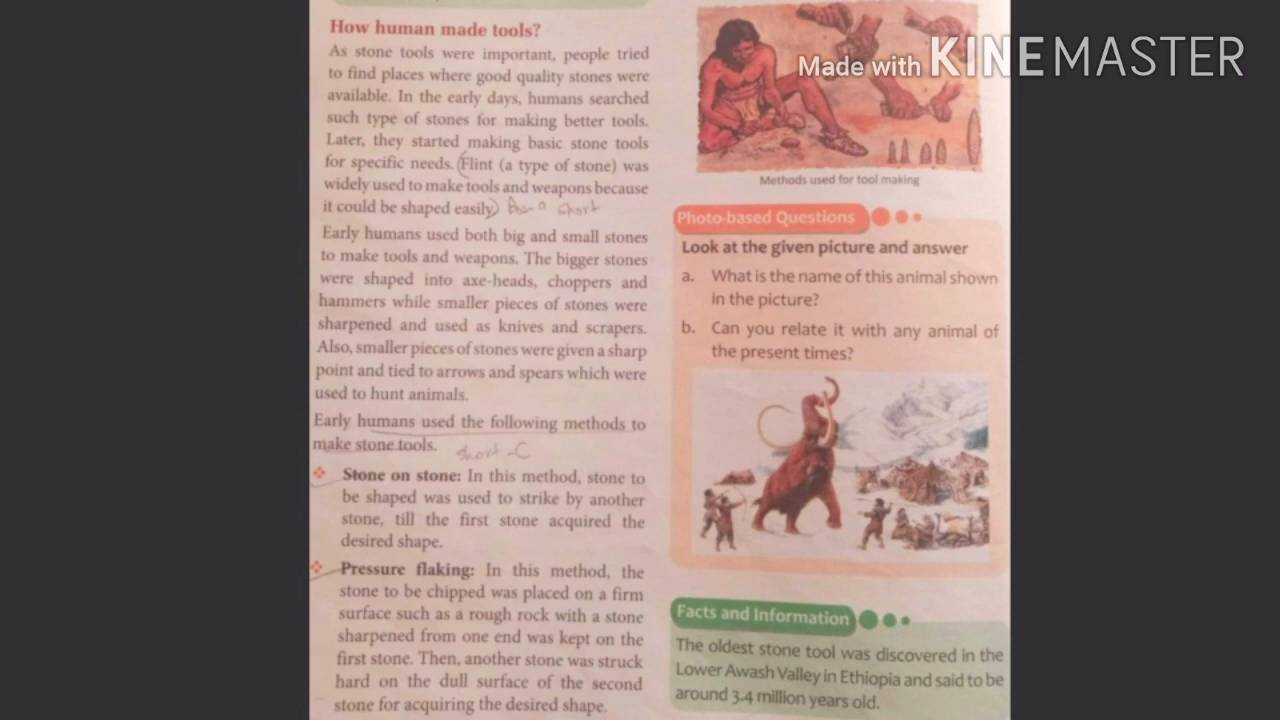 How human made tools?
As stone tools were important, people tried
to find places where good quality stones were
available. In the early days, humans searched
such type of stones for making better tools.
Later, they started making basic stone tools
for specific needs. (Flint (a type of stone) was
widely used to make tools and weapons because
it could be shaped easily) short
Early humans used both big and small stones
to make tools and weapons. The bigger stones
were shaped into axe-heads, choppers and
hammers while smaller pieces of stones were
sharpened and used as knives and scrapers.
Also, smaller pieces of stones were given a sharp
point and tied to arrows and spears which were
used to hunt animals.
Early humans used the following methods to
make stone tools. short -C
Stone on stone: In this method, stone to
be shaped was used to strike by another
stone, till the first stone acquired the
desired shape.
Pressure flaking: In this method, the
stone to be chipped was placed on a firm
surface such as a rough rock with a stone
sharpened from one end was kept on the
first stone. Then, another stone was struck
hard on the dull surface of the second
stone for acquiring the desired shape.
Made with KINEMASTER
Methods used for tool making
Photo-based Questions
Look at the given picture and answer
a. What is the name of this animal shown
in the picture?
b. Can you relate it with any animal of
the present times?
Facts and Information
The oldest stone tool was discovered in the
Lower Awash Valley in Ethiopia and said to be
around 3.4 million years old.